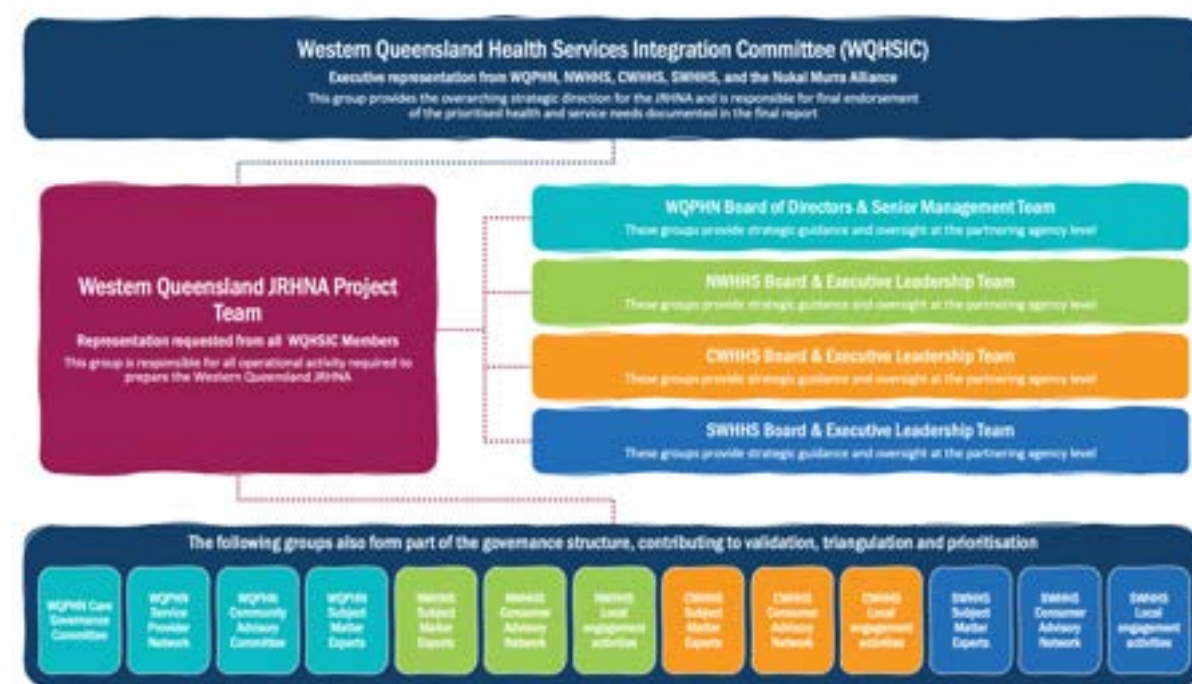 Western Queensland Health Services Integration Committee (WQHSIC)
Executive representation from WQPHN, NWHHS, CWHHS, SWHHS, and the Nukal Murra Alliance
This group provides the overarching strategic direction for the JRHNA and is responsible for final endorsement
of the prioritised health and service needs documented in the final report
Western Queensland JRHNA Project
Team
Representation requested from all WQHSIC Members
This group is responsible for all operational activity required to
prepare the Western Queensland JRHNA
WQPHN Board of Directors & Senior Management Team
These groups provide strategic guidance and oversight at the partnering agency level
NWHHS Board & Executive Leadership Team
These groups provide strategic guidance and oversight at the partnering agency level
CWHHS Board & Executive Leadership Team
These groups provide strategic guidance and oversight at the partnering agency level
SWHHS Board & Executive Leadership Team
These groups provide strategic guidance and oversight at the partnering agency level
The following groups also form part of the governance structure, contributing to validation, triangulation and prioritisation
WQPHN Care
Governance
Committee
WQPHN
Service
Provider
Network
WQPHN
Community
Advisory
Committee
WQPHN
Subject
Matter
Experts
NWHHS
Subject
Matter
Experts
NWHHS
Consumer
Advisory
Network
NWHHS
Local
engagement
activities
CWHHS
Subject
Matter
Experts
CWHHS
Consumer
Advisory
Network
CWHHS
Local
engagement
activities
SWHHS
Subject
Matter
Experts
SWHHS
Consumer
Advisory
Network
SWHHS
Local
engagement
activities